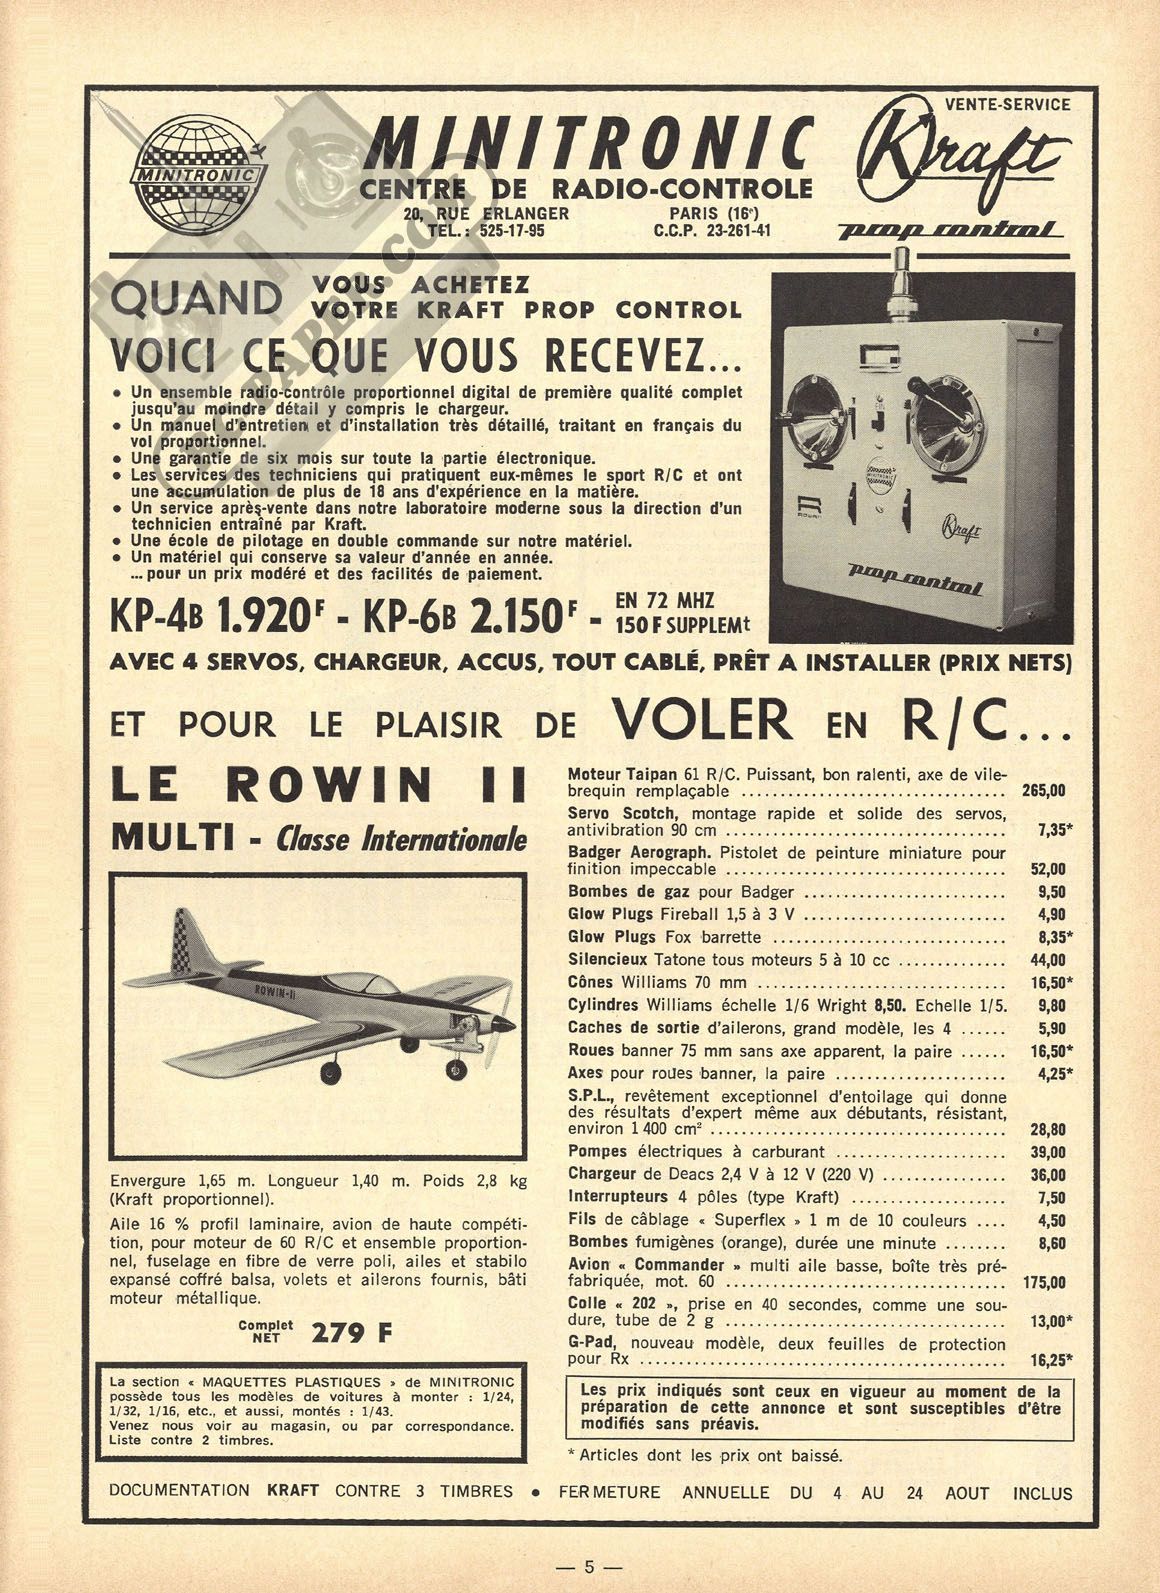 VENTE-SERVICE
MINITRONIC
MINITRONIC
Kraft
CENTRE DE RADIO-CONTROLE
20, RUE ERLANGER PARIS (16e)
TEL. : 525-17-95 C.C.P. 23-261-41
prop control
QUAND VOUS ACHETEZ
VOTRE KRAFT PROP CONTROL
VOICI CE QUE VOUS RECEVEZ...
• Un ensemble radio-contrôle proportionnel digital de première qualité complet
jusqu'au moindre détail y compris le chargeur.
• Un manuel d'entretien et d'installation très détaillé, traitant en français du
vol proportionnel.
• Une garantie de six mois sur toute la partie électronique.
• Les services des techniciens qui pratiquent eux-mêmes le sport R/C et ont
une accumulation de plus de 18 ans d'expérience en la matière.
• Un service après-vente dans notre laboratoire moderne sous la direction d'un
technicien entraîné par Kraft.
• Une école de pilotage en double commande sur notre matériel.
• Un matériel qui conserve sa valeur d'année en année.
... pour un prix modéré et des facilités de paiement.
MINITRONIC
Kraft
prop control
KP-4B 1.920F - KP-6B 2.150F - EN 72 MHZ
150 F SUPPLEMt
AVEC 4 SERVOS, CHARGEUR, ACCUS, TOUT CABLÉ, PRÊT A INSTALLER (PRIX NETS)
ET POUR LE PLAISIR DE VOLER EN R/C...
LE ROWIN II
MULTI - Classe Internationale
ROWIN-II
Envergure 1,65 m. Longueur 1,40 m. Poids 2,8 kg
(Kraft proportionnel).
Aile 16 % profil laminaire, avion de haute compéti-
tion, pour moteur de 60 R/C et ensemble proportion-
nel, fuselage en fibre de verre poli, ailes et stabilo
expansé coffré balsa, volets et ailerons fournis, bâti
moteur métallique.
Complet
NET 279 F
La section « MAQUETTES PLASTIQUES » de MINITRONIC
possède tous les modèles de voitures à monter : 1/24,
1/32, 1/16, etc., et aussi, montés : 1/43.
Venez nous voir au magasin, ou par correspondance.
Liste contre 2 timbres.
Moteur Taipan 61 R/C. Puissant, bon ralenti, axe de vile-
brequin remplaçable ........ 265,00
Servo Scotch, montage rapide et solide des servos,
antivibration 90 cm ........ 7,35*
Badger Aerograph. Pistolet de peinture miniature pour
finition impeccable ........ 52,00
Bombes de gaz pour Badger ........ 9,50
Glow Plugs Fireball 1,5 à 3 V ........ 4,90
Glow Plugs Fox barrette ........ 8,35*
Silencieux Tatone tous moteurs 5 à 10 cc ........ 44,00
Cônes Williams 70 mm ........ 16,50*
Cylindres Williams échelle 1/6 Wright 8,50. Echelle 1/5. 9,80
Caches de sortie d'ailerons, grand modèle, les 4 ...... 5,90
Roues banner 75 mm sans axe apparent, la paire ...... 16,50*
Axes pour roues banner, la paire ........ 4,25*
S.P.L., revêtement exceptionnel d'entoilage qui donne
des résultats d'expert même aux débutants, résistant,
environ 1 400 cm² ........ 28,80
Pompes électriques à carburant ........ 39,00
Chargeur de Deacs 2,4 V à 12 V (220 V) ........ 36,00
Interrupteurs 4 pôles (type Kraft) ........ 7,50
Fils de câblage « Superflex » 1 m de 10 couleurs .... 4,50
Bombes fumigènes (orange), durée une minute ........ 8,60
Avion « Commander » multi aile basse, boîte très pré-
fabriquée, mot. 60 ........ 175,00
Colle « 202 », prise en 40 secondes, comme une sou-
dure, tube de 2 g ........ 13,00*
G-Pad, nouveau modèle, deux feuilles de protection
pour Rx ........ 16,25*
Les prix indiqués sont ceux en vigueur au moment de la
préparation de cette annonce et sont susceptibles d'être
modifiés sans préavis.
* Articles dont les prix ont baissé.
DOCUMENTATION KRAFT CONTRE 3 TIMBRES • FERMETURE ANNUELLE DU 4 AU 24 AOUT INCLUS
— 5 —